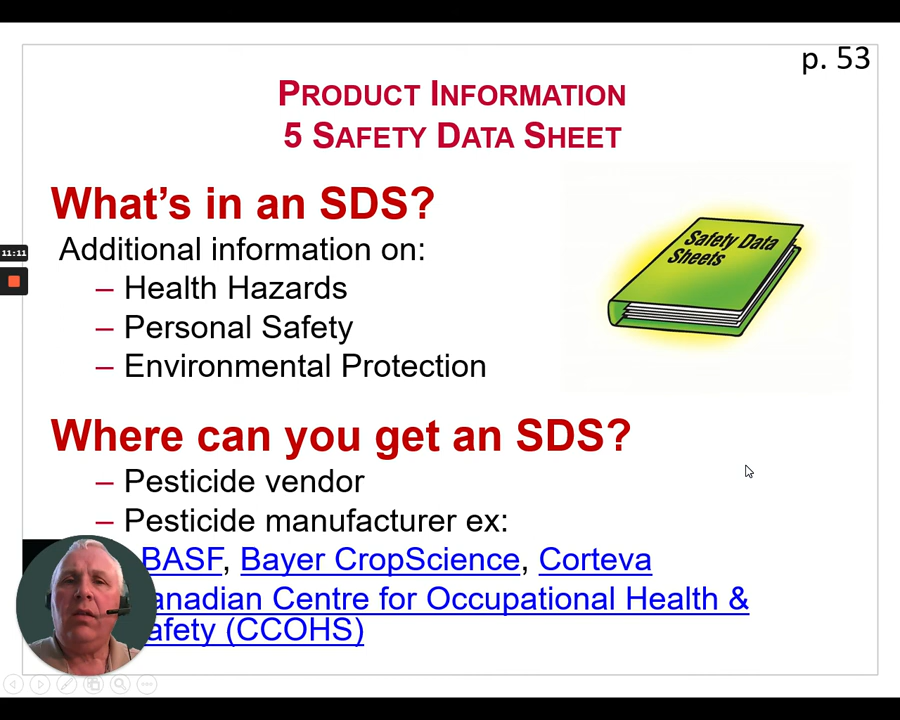 p. 53
PRODUCT INFORMATION
5 SAFETY DATA SHEET
What's in an SDS?
Safety Data
Sheets
Additional information on:
– Health Hazards
– Personal Safety
– Environmental Protection
Where can you get an SDS?
– Pesticide vendor
– Pesticide manufacturer ex:
BASF, Bayer CropScience, Corteva
anadian Centre for Occupational Health &
afety (CCOHS)
11:11